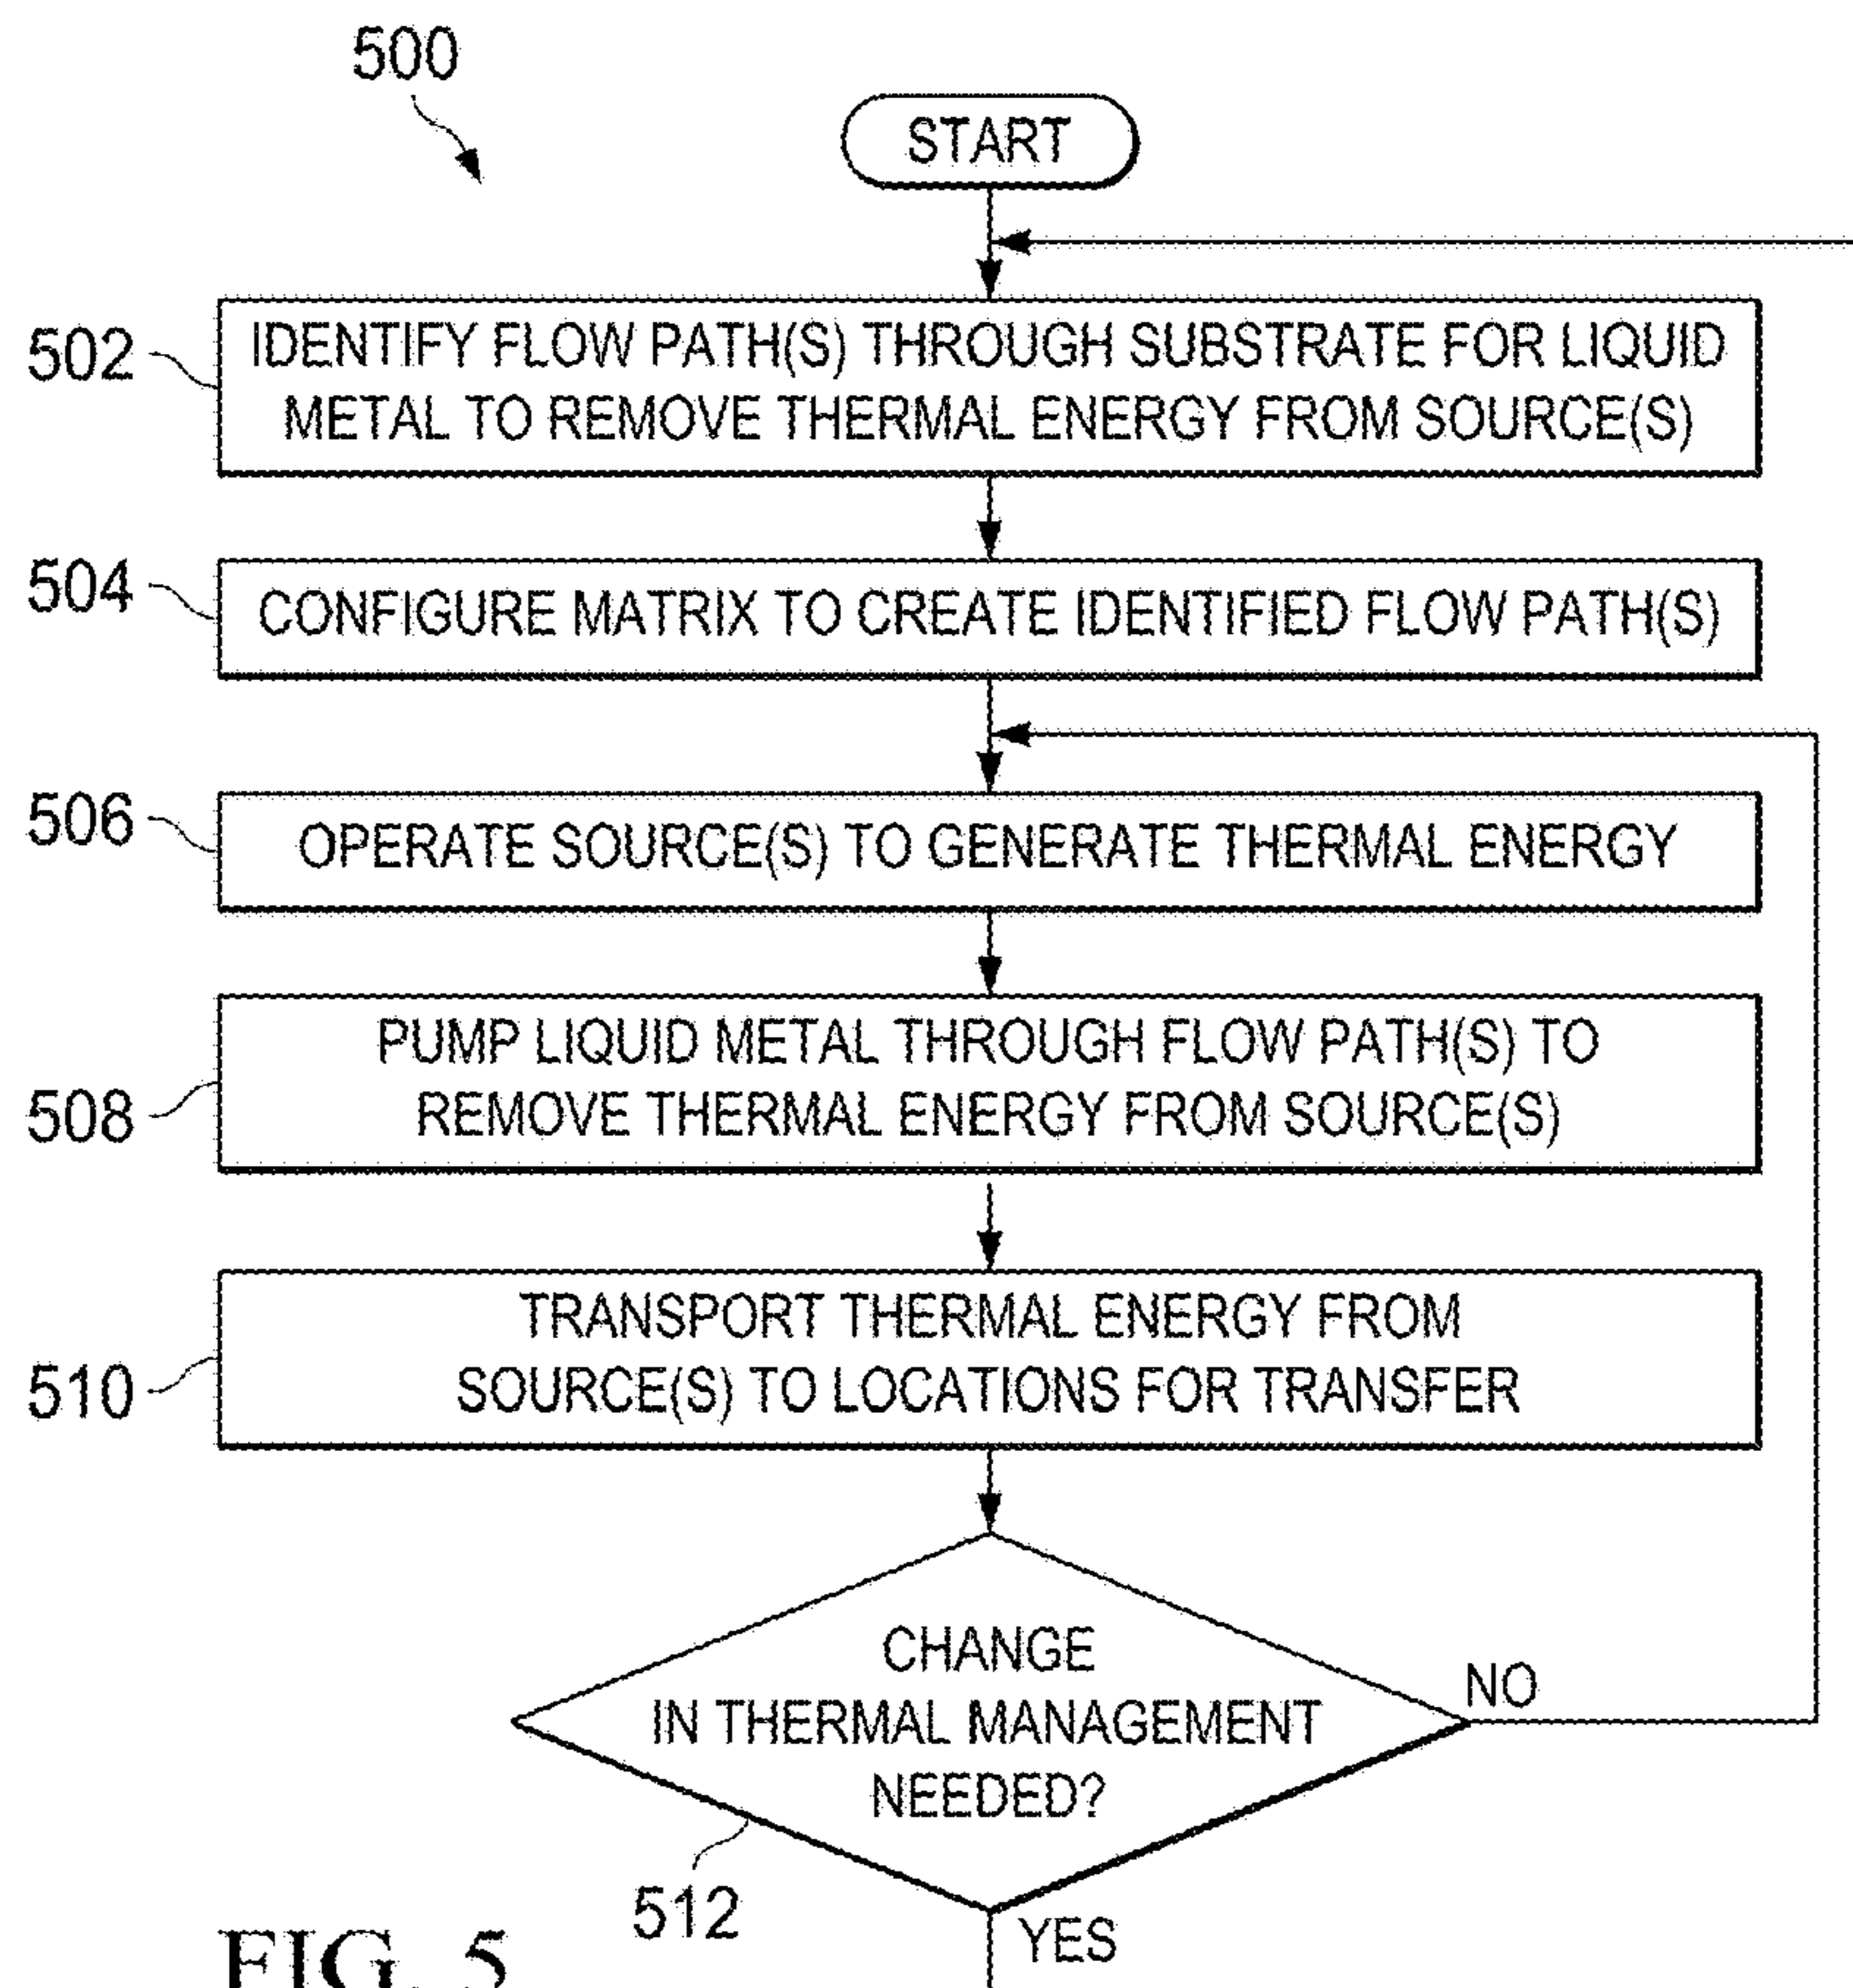 500
START
502
IDENTIFY FLOW PATH(S) THROUGH SUBSTRATE FOR LIQUID
METAL TO REMOVE THERMAL ENERGY FROM SOURCE(S)
504
CONFIGURE MATRIX TO CREATE IDENTIFIED FLOW PATH(S)
506
OPERATE SOURCE(S) TO GENERATE THERMAL ENERGY
508
PUMP LIQUID METAL THROUGH FLOW PATH(S) TO
REMOVE THERMAL ENERGY FROM SOURCE(S)
510
TRANSPORT THERMAL ENERGY FROM
SOURCE(S) TO LOCATIONS FOR TRANSFER
CHANGE
IN THERMAL MANAGEMENT
NEEDED?
NO
512
YES
FIG. 5